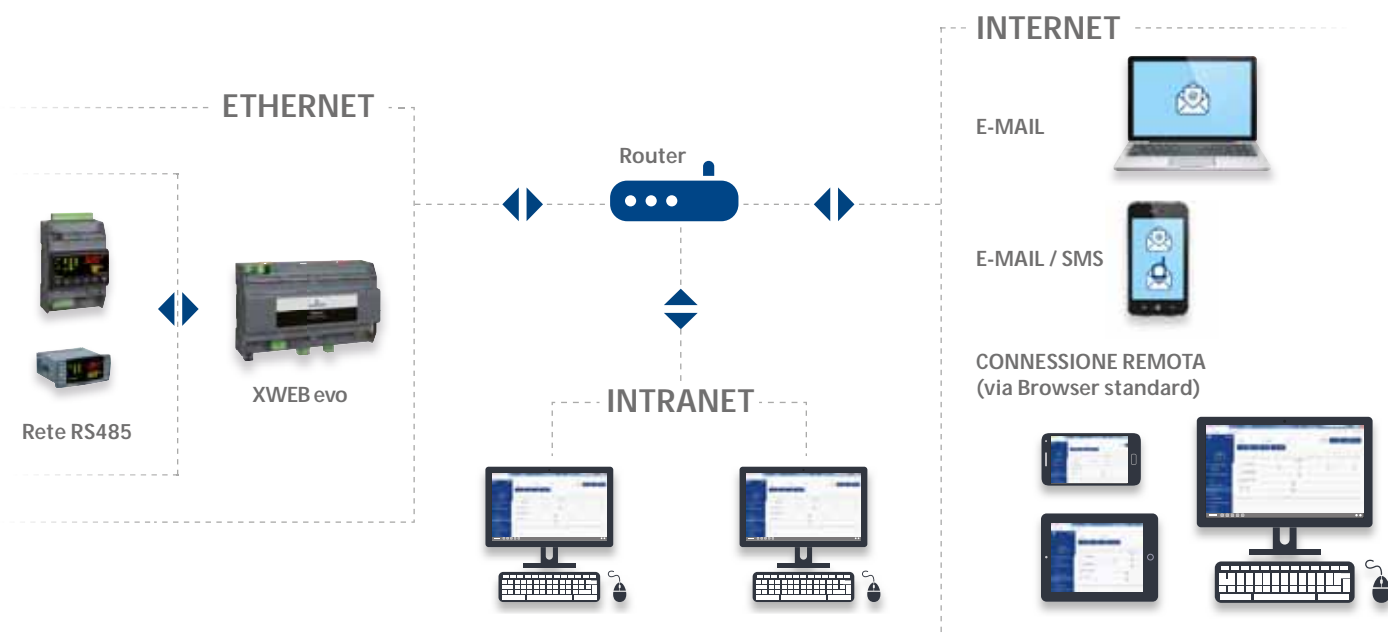 INTERNET
ETHERNET
E-MAIL
Router
E-MAIL / SMS
CONNESSIONE REMOTA
(via Browser standard)
XWEB evo
INTRANET
Rete RS485